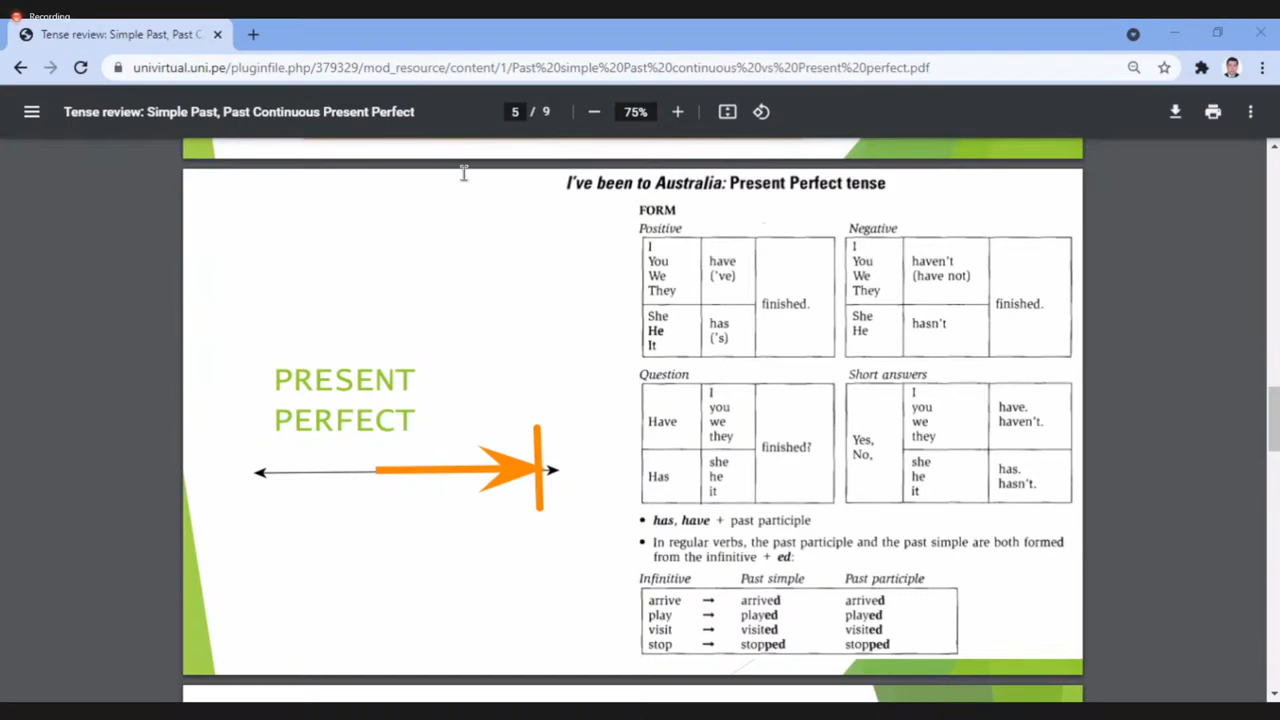 Recording
Tense review: Simple Past, Past C
univirtual.uni.pe/pluginfile.php/379329/mod_resource/content/1/Past%20simple%20Past%20continuous%20vs%20Present%20perfect.pdf
Tense review: Simple Past, Past Continuous Present Perfect
5 / 9
75%
I've been to Australia: Present Perfect tense
FORM
Positive
I
You
We
They
have
('ve)
She
He
It
has
('s)
finished.
Negative
I
You
We
They
haven't
(have not)
She
He
hasn't
finished.
PRESENT
PERFECT
Question
Have
I
you
we
they
Has
she
he
it
finished?
Short answers
Yes,
No,
I
you
we
they
have.
haven't.
she
he
it
has.
hasn't.
• has, have + past participle
• In regular verbs, the past participle and the past simple are both formed
from the infinitive + ed:
Infinitive Past simple Past participle
arrive → arrived arrived
play → played played
visit → visited visited
stop → stopped stopped